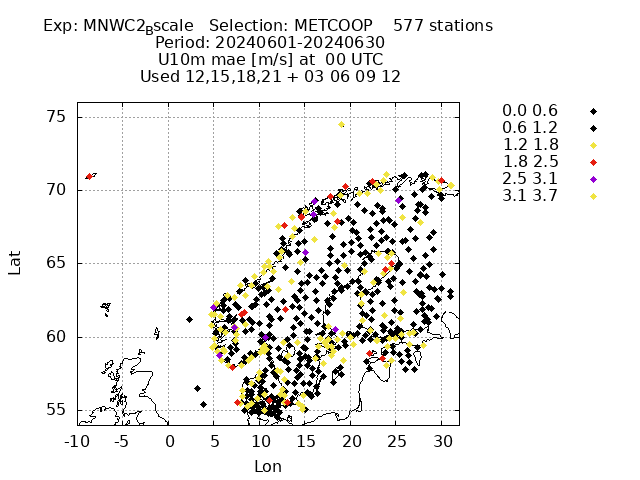 Exp: MNWC2Bscale   Selection: METCOOP    577 stations
Period: 20240601-20240630
U10m mae [m/s] at  00 UTC
Used 12,15,18,21 + 03 06 09 12
0.0 0.6
0.6 1.2
1.2 1.8
1.8 2.5
2.5 3.1
3.1 3.7
75
70
65
60
55
Lat
-10 -5 0 5 10 15 20 25 30
Lon